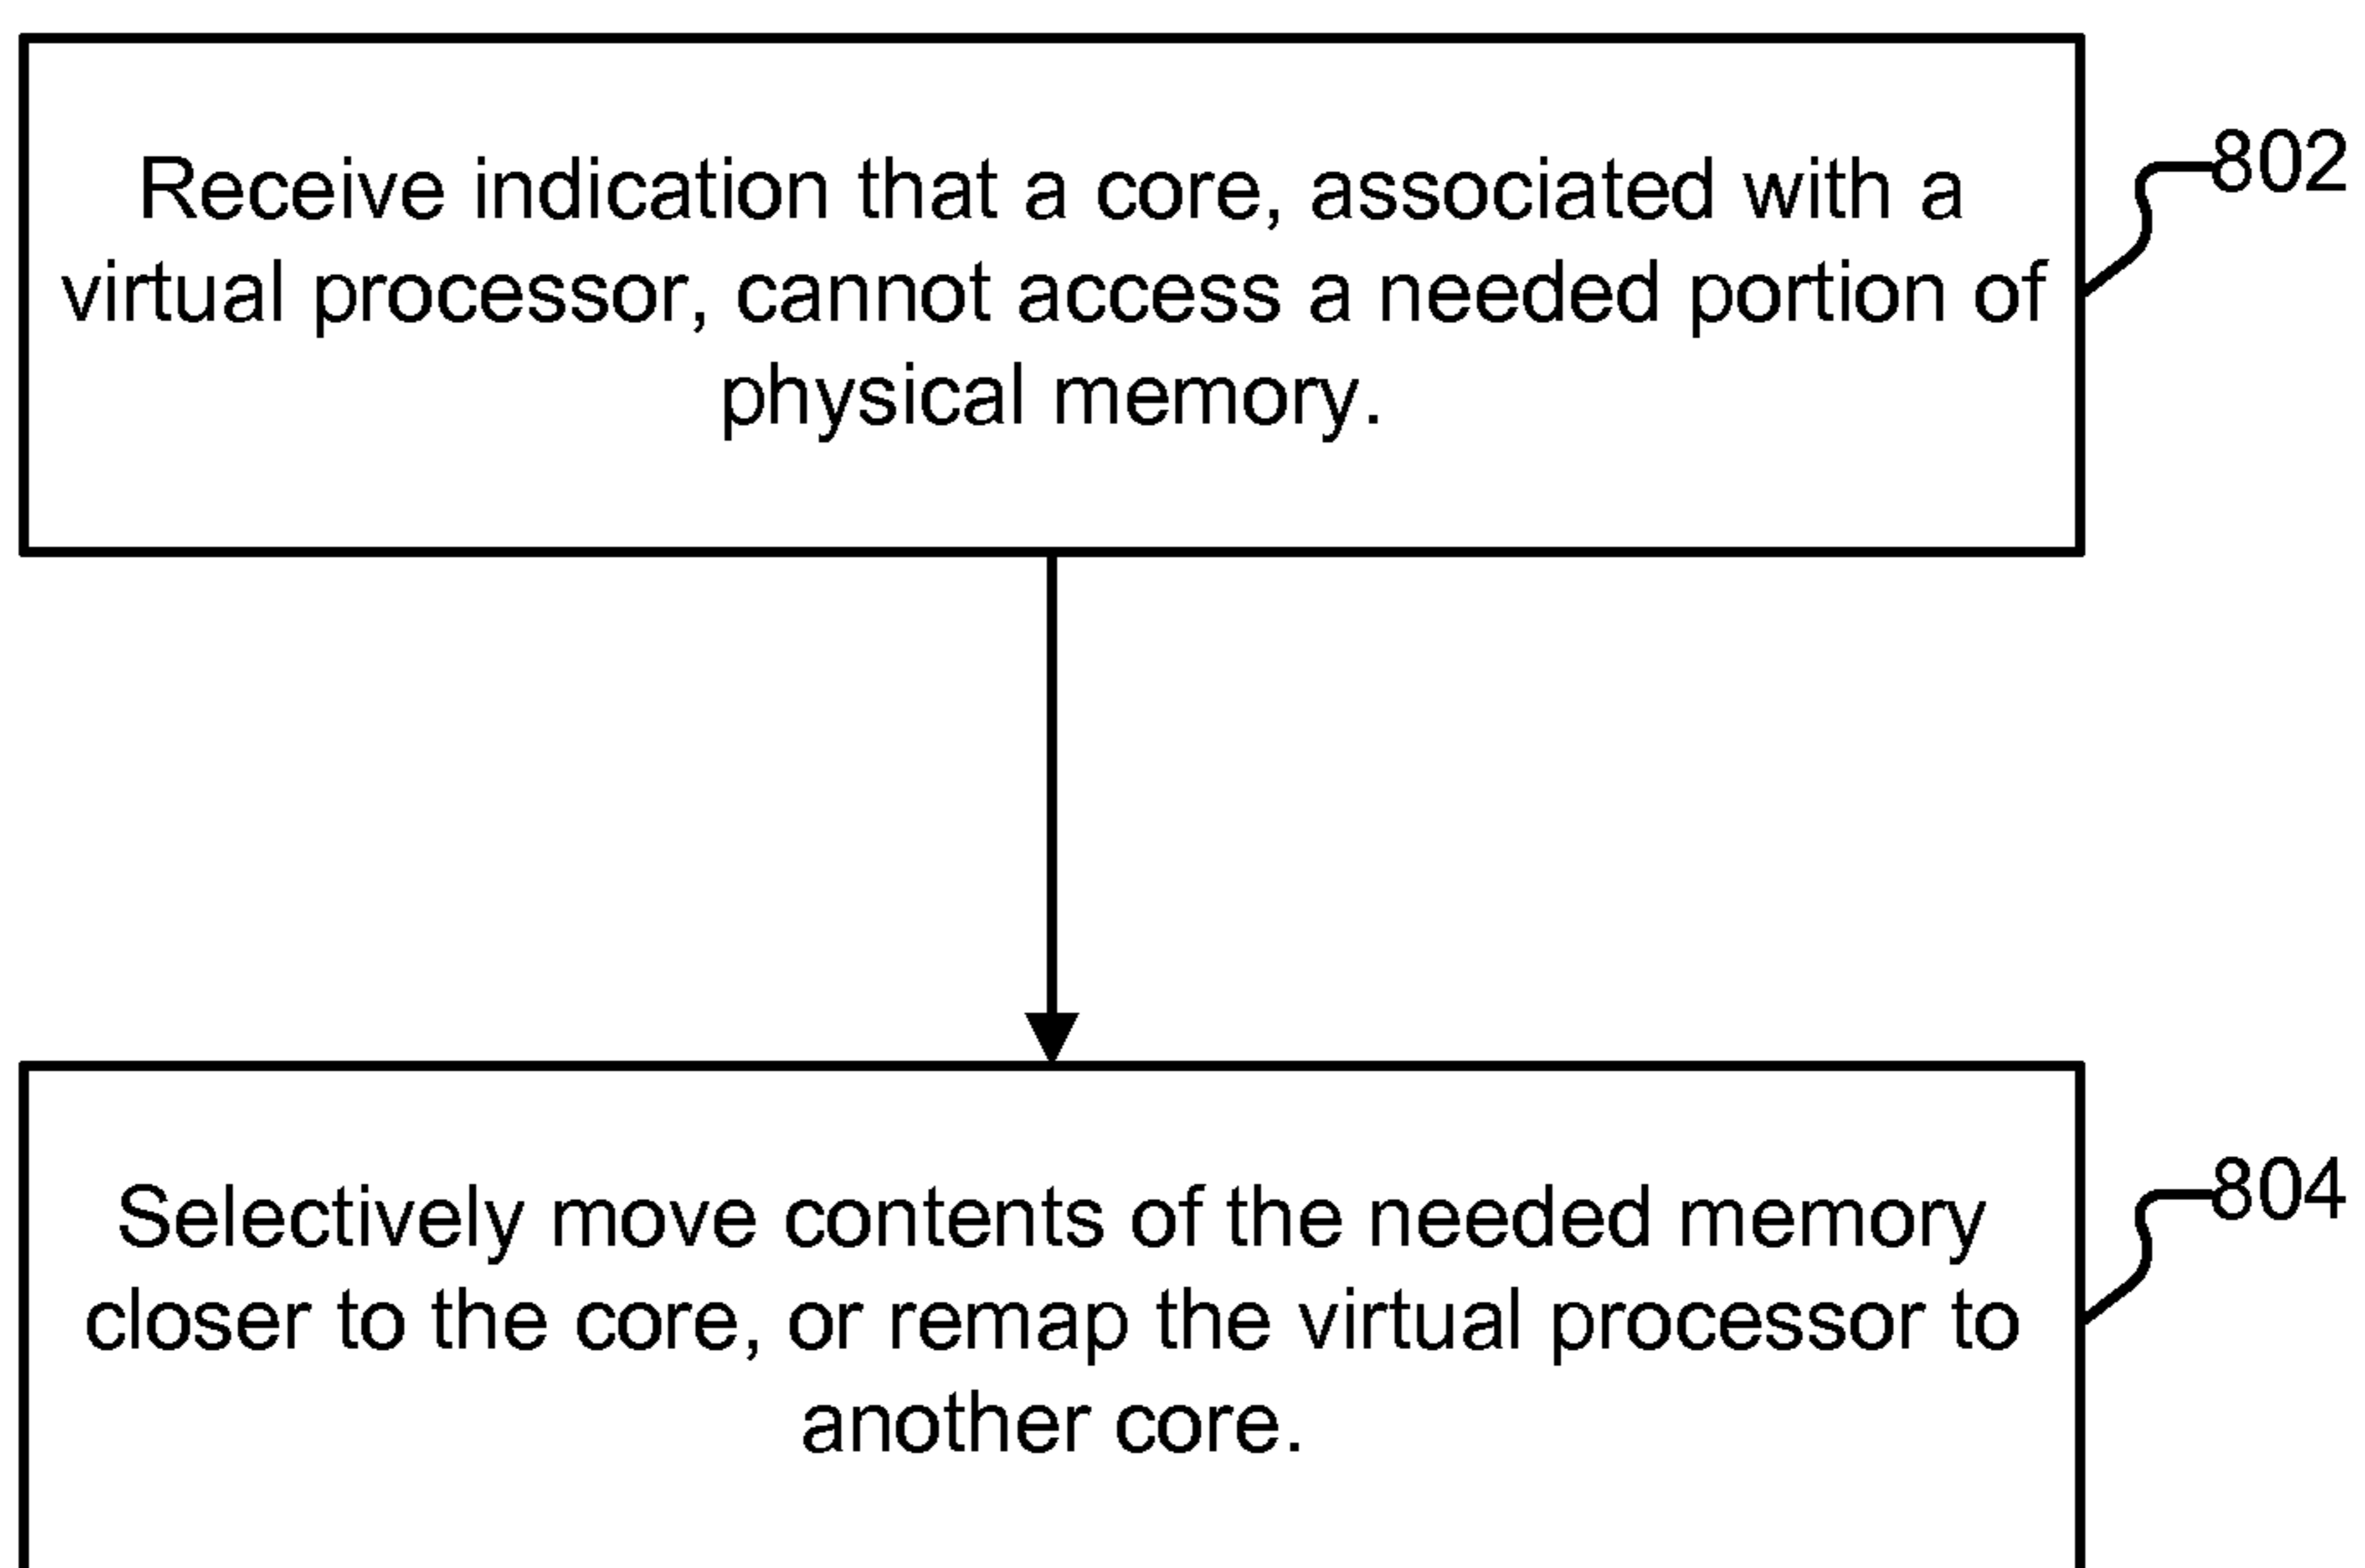 Receive indication that a core, associated with a
virtual processor, cannot access a needed portion of
physical memory.
802
Selectively move contents of the needed memory
closer to the core, or remap the virtual processor to
another core.
804